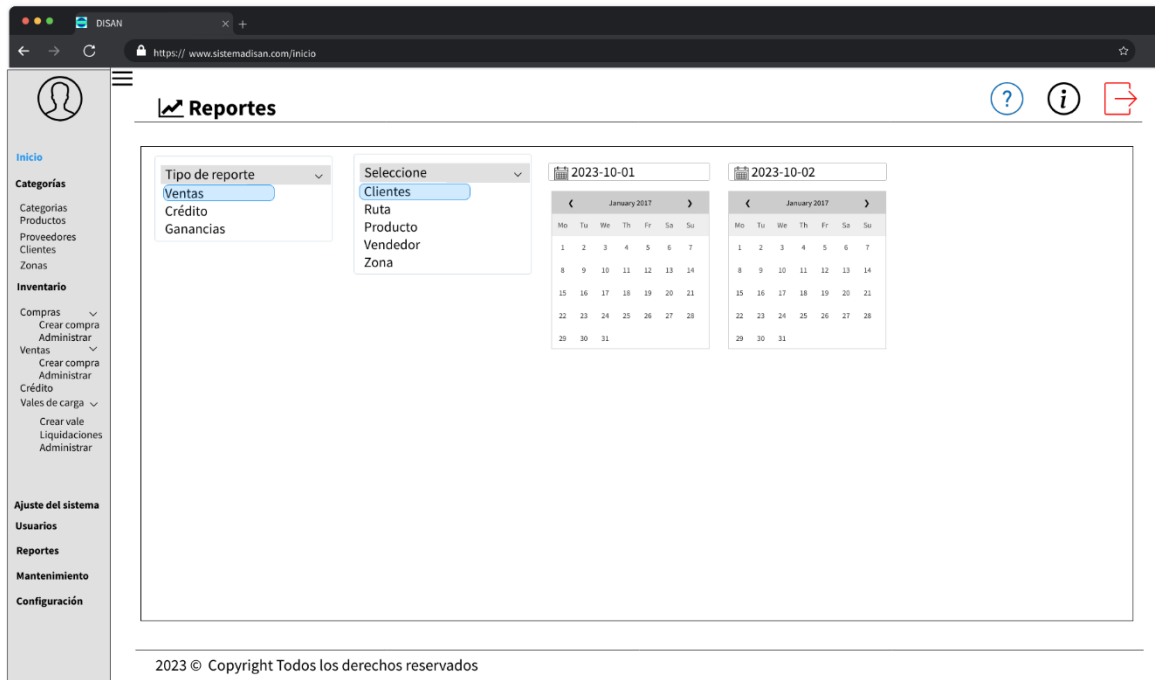 DISAN
https:// www.sistemadisan.com/inicio
Reportes
Inicio
Categorías
Categorias
Productos
Proveedores
Clientes
Zonas
Inventario
Compras
Crear compra
Administrar
Ventas
Crear compra
Administrar
Crédito
Vales de carga
Crear vale
Liquidaciones
Administrar
Ajuste del sistema
Usuarios
Reportes
Mantenimiento
Configuración
Tipo de reporte
Ventas
Crédito
Ganancias
Seleccione
Clientes
Ruta
Producto
Vendedor
Zona
2023-10-01
January 2017
Mo Tu We Th Fr Sa Su
1 2 3 4 5 6 7
8 9 10 11 12 13 14
15 16 17 18 19 20 21
22 23 24 25 26 27 28
29 30 31
2023-10-02
January 2017
Mo Tu We Th Fr Sa Su
1 2 3 4 5 6 7
8 9 10 11 12 13 14
15 16 17 18 19 20 21
22 23 24 25 26 27 28
29 30 31
2023 © Copyright Todos los derechos reservados